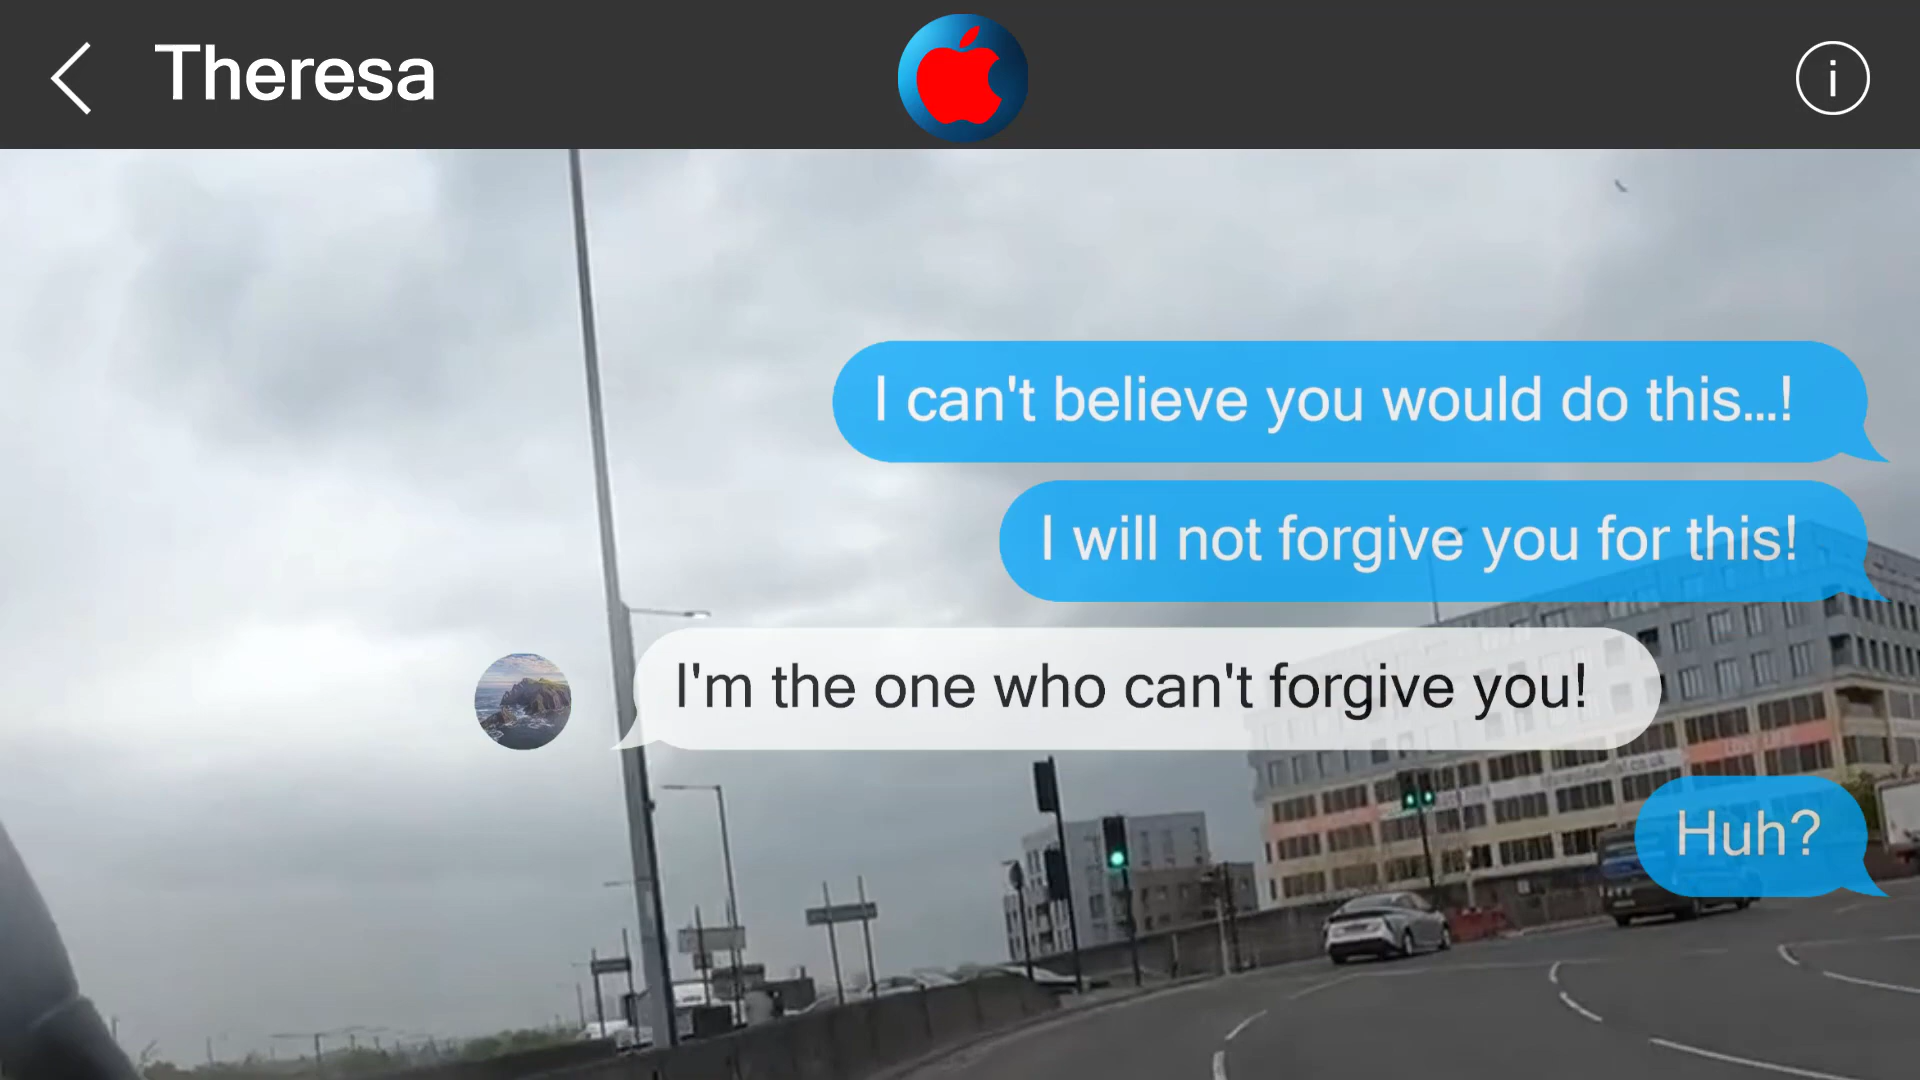 Theresa
I can't believe you would do this...!
I will not forgive you for this!
I'm the one who can't forgive you!
Huh?